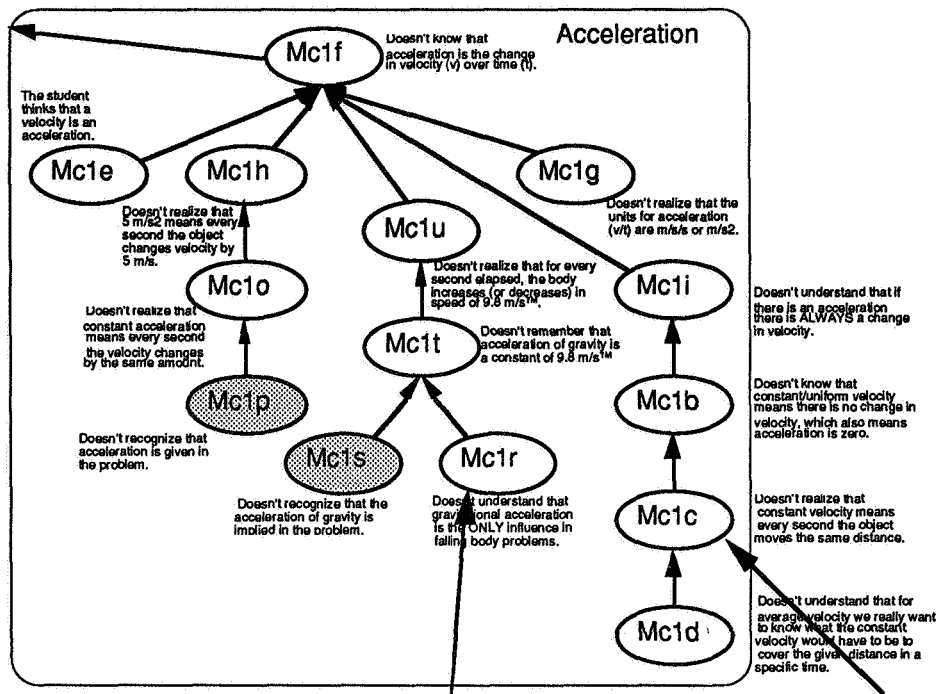 Acceleration
Mc1f
Doesn't know that
acceleration is the change
in velocity (v) over time (t).
The student
thinks that a
velocity is an
acceleration.
Mc1e
Mc1h
Mc1g
Doesn't realize that
5 m/s2 means every
second the object
changes velocity by
5 m/s.
Mc1u
Doesn't realize that the
units for acceleration
(v/t) are m/s/s or m/s2.
Mc1o
Doesn't realize that for every
second elapsed, the body
increases (or decreases) in
speed of 9.8 m/s™.
Mc1i
Doesn't understand that if
there is an acceleration
there is ALWAYS a change
in velocity.
Doesn't realize that
constant acceleration
means every second
the velocity changes
by the same amount.
Mc1t
Doesn't remember that
acceleration of gravity is
a constant of 9.8 m/s™
Mc1p
Mc1b
Doesn't know that
constant/uniform velocity
means there is no change in
velocity, which also means
acceleration is zero.
Doesn't recognize that
acceleration is given in
the problem.
Mc1s
Mc1r
Doesn't recognize that the
acceleration of gravity is
implied in the problem.
Doesn't understand that
gravitional acceleration
is the ONLY influence in
falling body problems.
Mc1c
Doesn't realize that
constant velocity means
every second the object
moves the same distance.
Mc1d
Doesn't understand that for
average velocity we really want
to know what the constant
velocity would have to be to
cover the given distance in a
specific time.